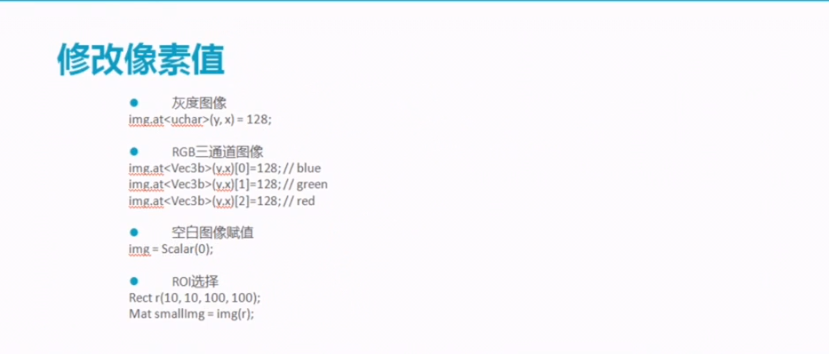 修改像素值
● 灰度图像
img.at<uchar>(y, x) = 128;
● RGB三通道图像
img.at<Vec3b>(y,x)[0]=128; // blue
img.at<Vec3b>(y,x)[1]=128; // green
img.at<Vec3b>(y,x)[2]=128; // red
● 空白图像赋值
img = Scalar(0);
● ROI选择
Rect r(10, 10, 100, 100);
Mat smallImg = img(r);